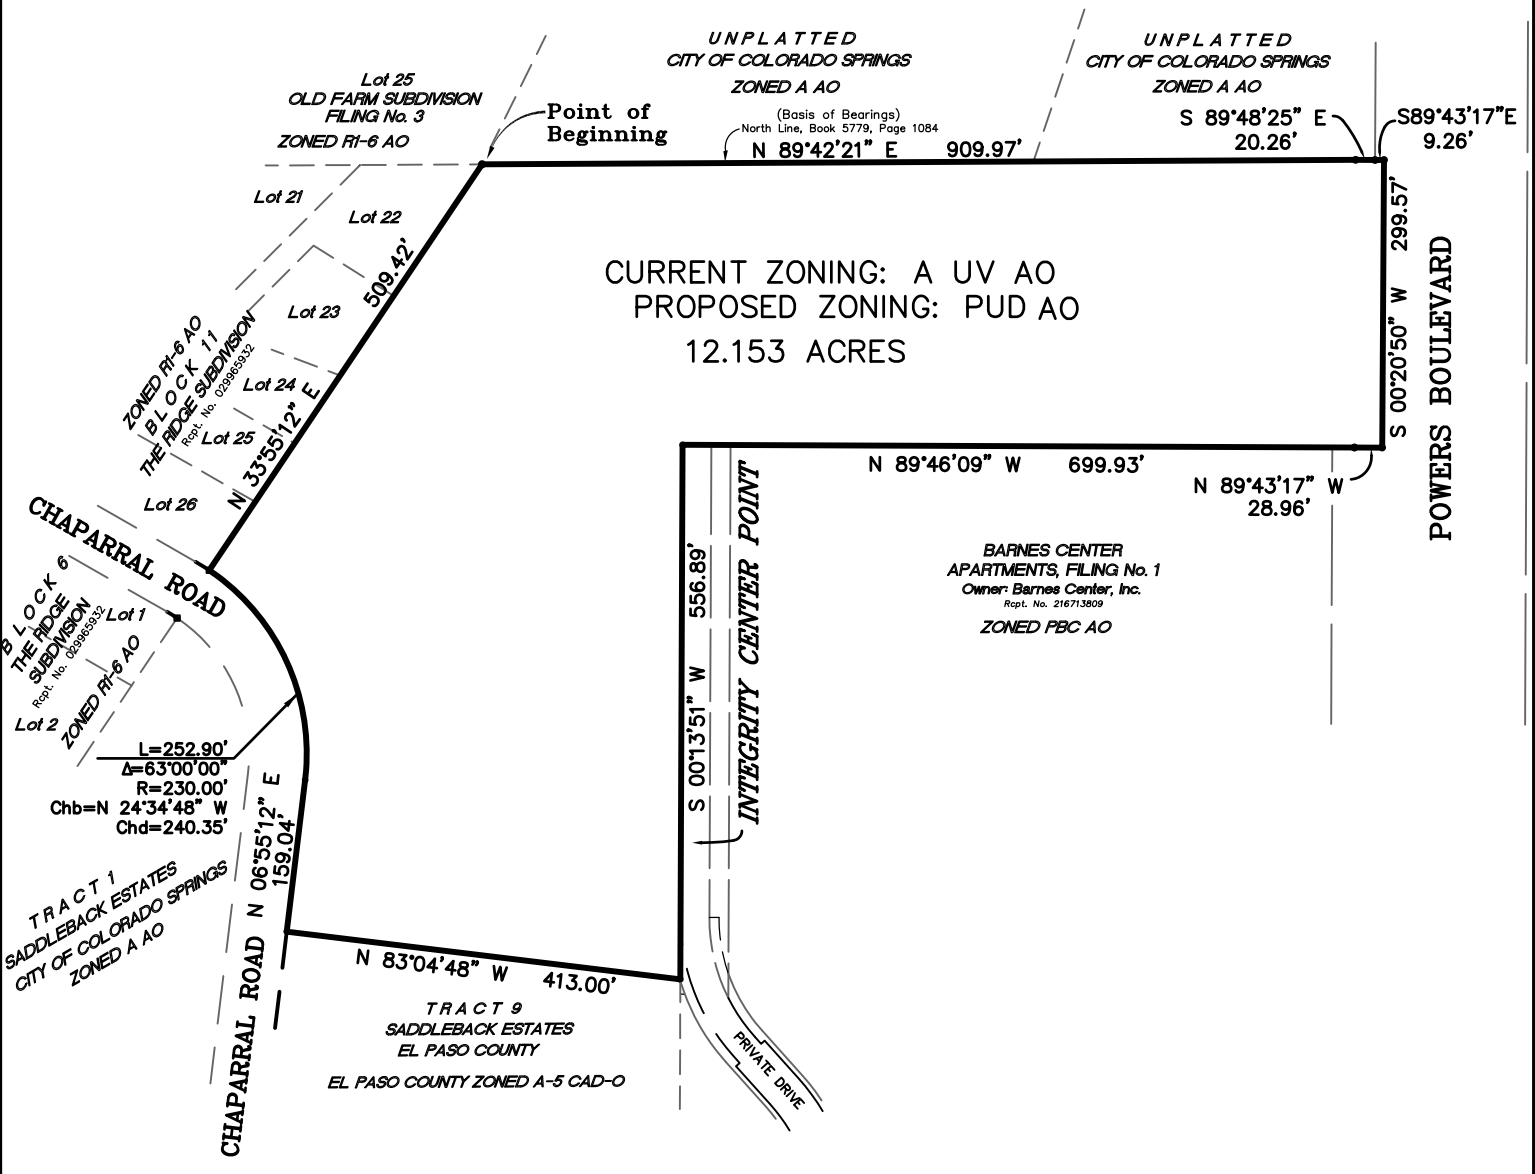 UNPLATTED
CITY OF COLORADO SPRINGS
ZONED A AO
UNPLATTED
CITY OF COLORADO SPRINGS
ZONED A AO
Lot 25
OLD FARM SUBDIVISION
FILING No. 3
ZONED R1-6 AO
Point of
Beginning
(Basis of Bearings)
North Line, Book 5779, Page 1084
N 89°42'21" E 909.97'
S 89°48'25" E
20.26'
S89°43'17"E
9.26'
Lot 21
Lot 22
509.42'
299.57'
S 00°20'50" W
POWERS BOULEVARD
CURRENT ZONING: A UV AO
PROPOSED ZONING: PUD AO
12.153 ACRES
Lot 23
ZONED R1-6 AO
BLOCK 11
THE RIDGE SUBDIVISION
Rcpt. No. 029965932
Lot 24
Lot 25
N 33°55'12" E
Lot 26
N 89°46'09" W 699.93'
N 89°43'17" W
28.96'
CHAPARRAL ROAD
BLOCK 6
THE RIDGE
SUBDIVISION
Rcpt. No. 029965932
Lot 1
ZONED R1-6 AO
Lot 2
S 00°13'51" W 556.89'
INTEGRITY CENTER POINT
BARNES CENTER
APARTMENTS, FILING No. 1
Owner: Barnes Center, Inc.
Rcpt. No. 216713809
ZONED PBC AO
L=252.90'
Δ=63°00'00"
R=230.00'
Chb=N 24°34'48" W
Chd=240.35'
N 06°55'12" E
159.04'
TRACT 1
SADDLEBACK ESTATES
CITY OF COLORADO SPRINGS
ZONED A AO
CHAPARRAL ROAD
N 83°04'48" W 413.00'
TRACT 9
SADDLEBACK ESTATES
EL PASO COUNTY
EL PASO COUNTY ZONED A-5 CAD-O
PRIVATE DRIVE